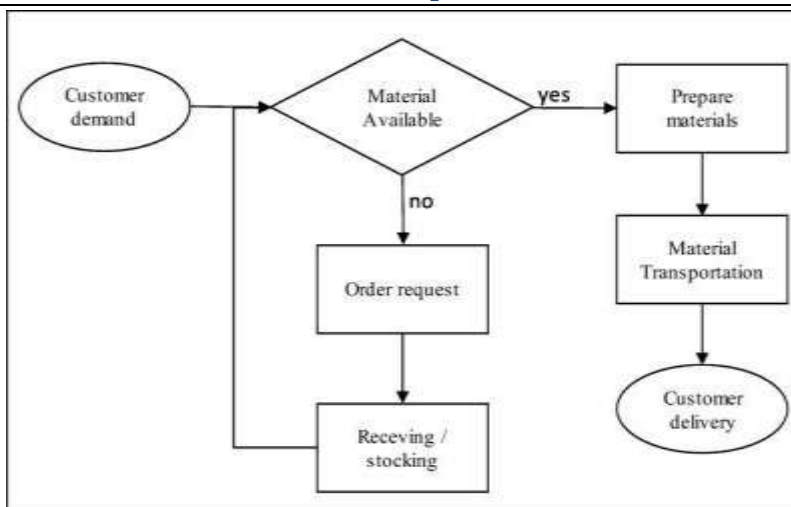 Customer
demand
Material
Available
yes
Prepare
materials
no
Order request
Material
Transportation
Receving /
stocking
Customer
delivery